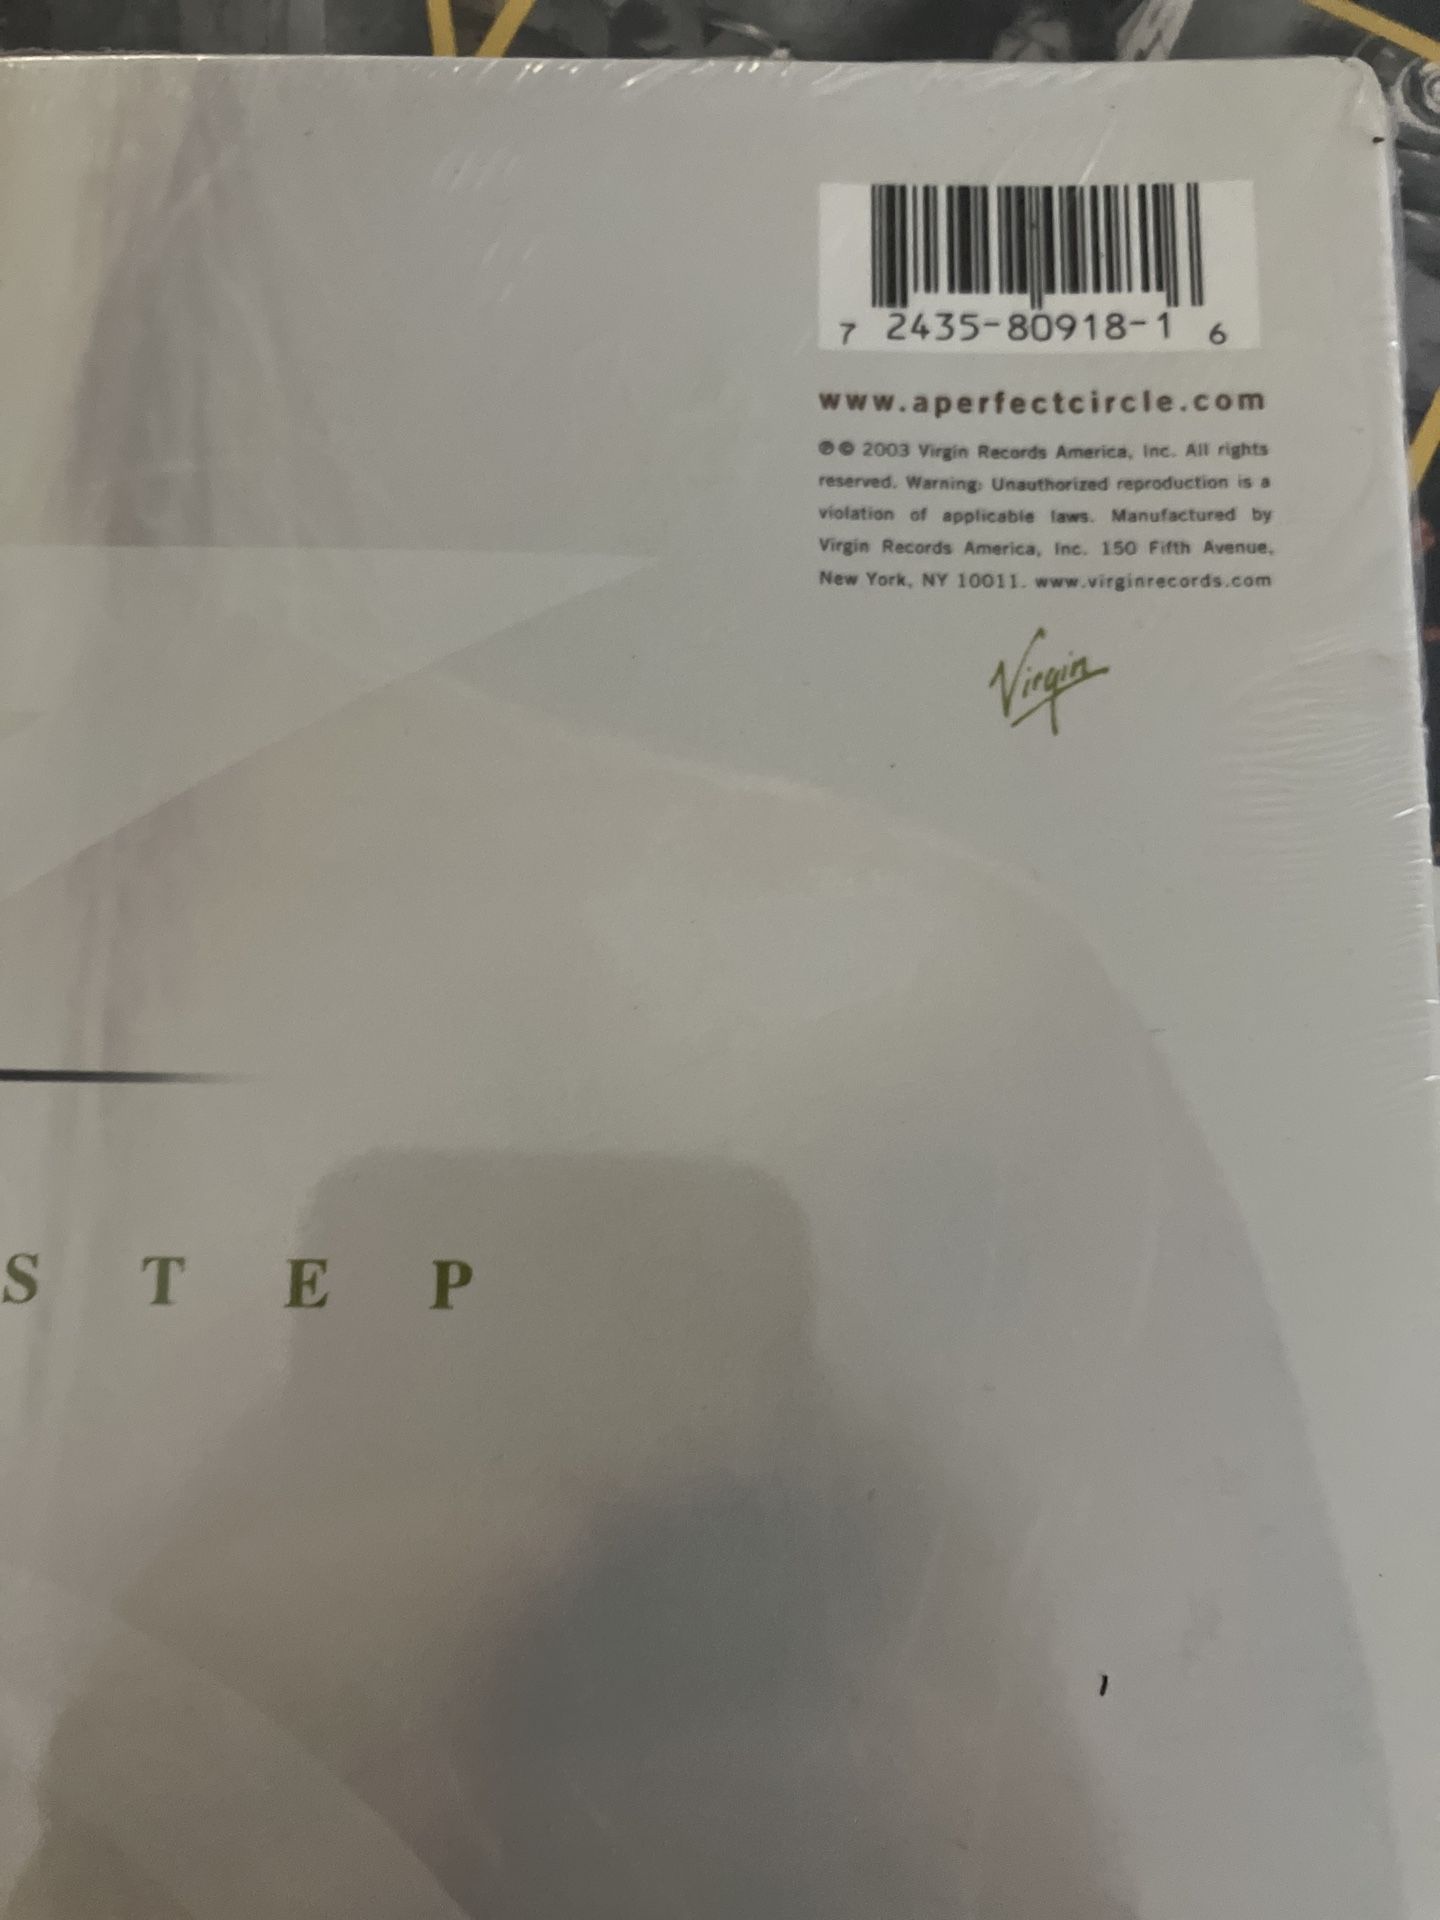 7 2435-80918-1 6
www.aperfectcircle.com
℗© 2003 Virgin Records America, Inc. All rights
reserved. Warning: Unauthorized reproduction is a
violation of applicable laws. Manufactured by
Virgin Records America, Inc. 150 Fifth Avenue,
New York, NY 10011. www.virginrecords.com
Virgin
STEP